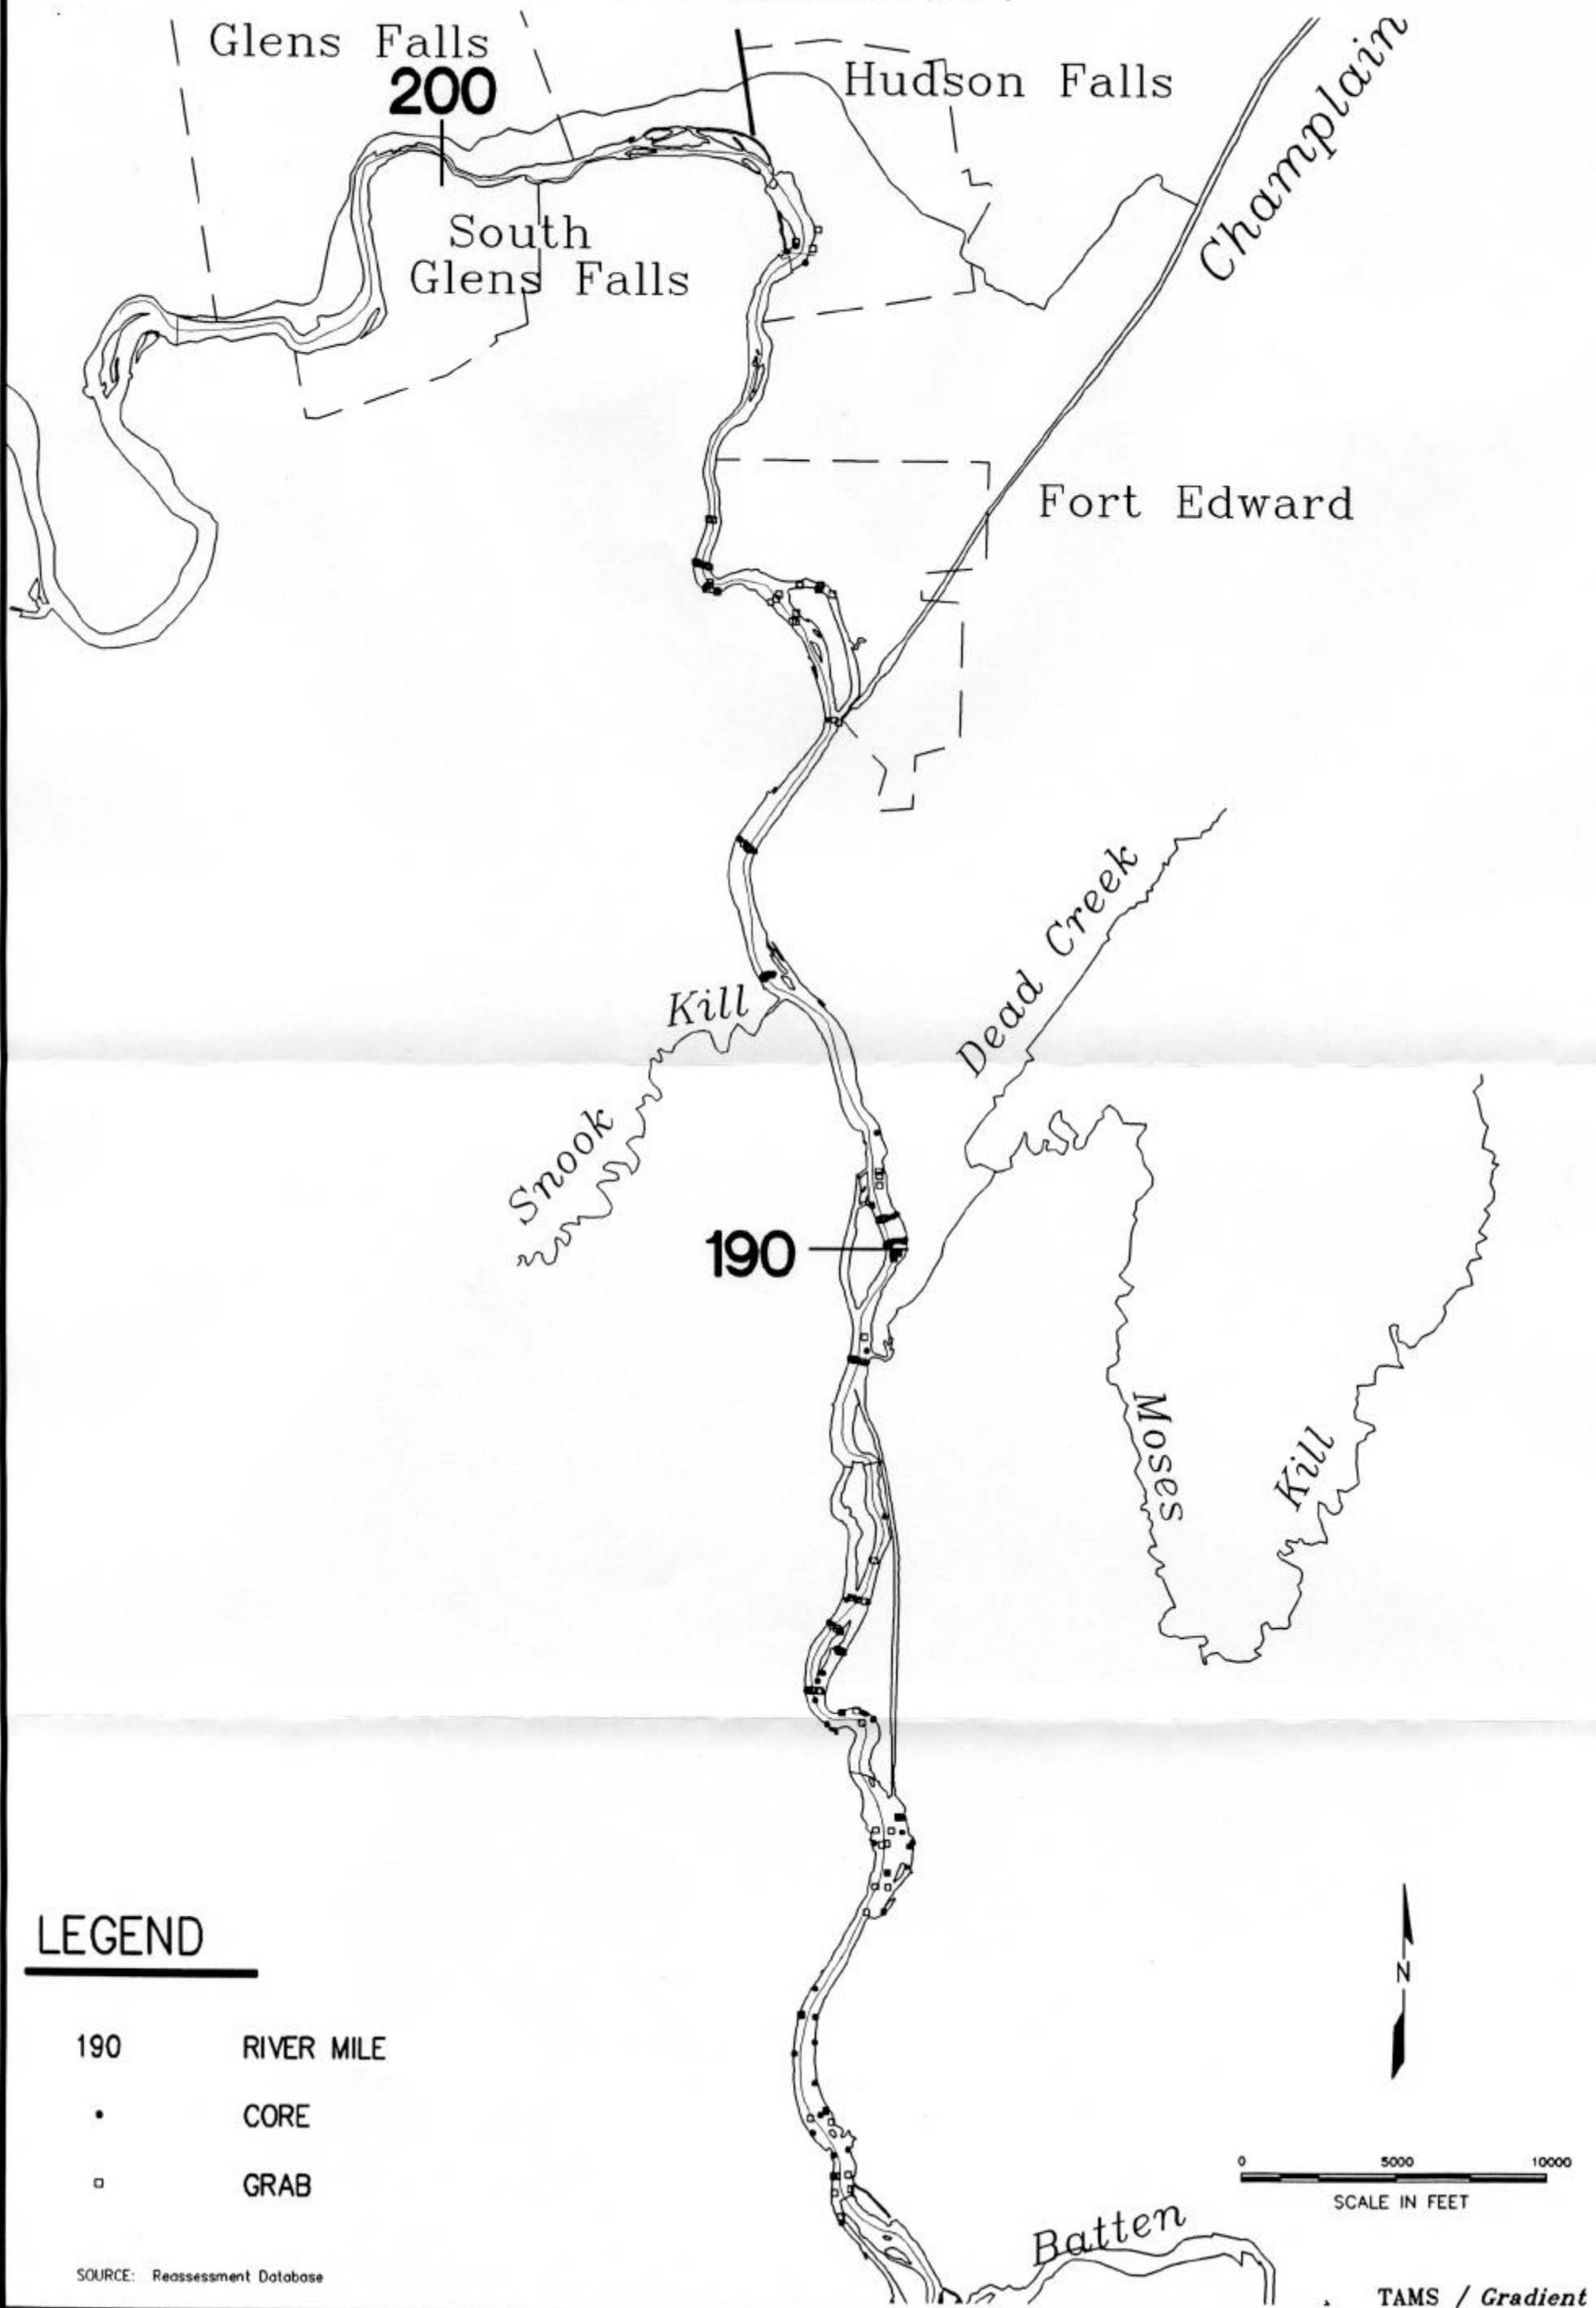 Glens Falls
200
Hudson Falls
Champlain
South
Glens Falls
Fort Edward
Dead Creek
Snook Kill
190
Moses Kill
LEGEND
190 RIVER MILE
CORE
GRAB
SOURCE: Reassessment Database
N
0 5000 10000
SCALE IN FEET
Batten
TAMS / Gradient